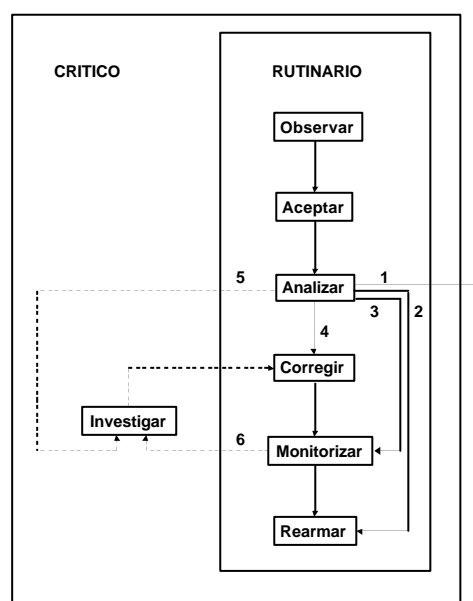 CRITICO
RUTINARIO
Observar
Aceptar
5
Analizar
1
3
2
4
Corregir
Investigar
6
Monitorizar
Rearmar